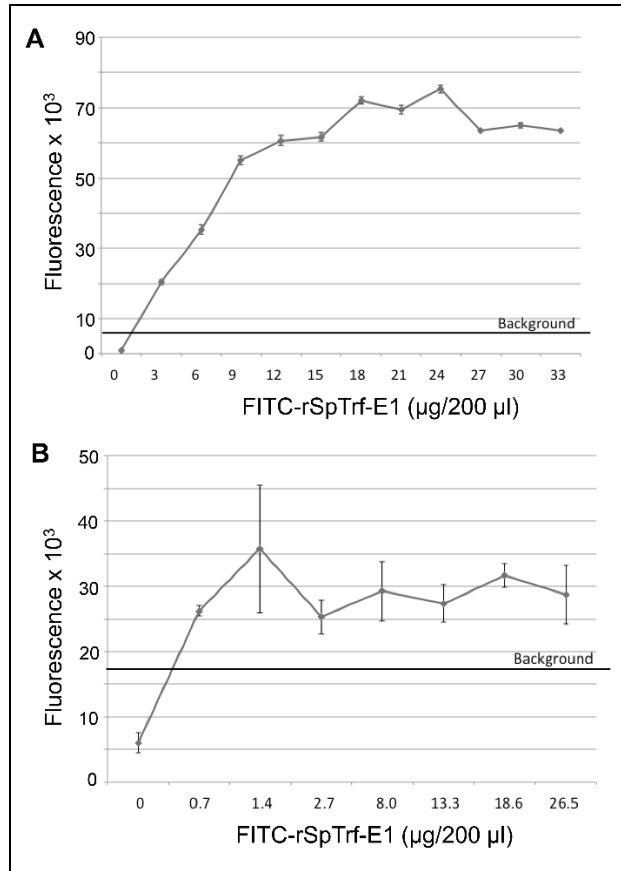 A
Fluorescence x 10³
90
70
50
30
10
0
Background
0 3 6 9 12 15 18 21 24 27 30 33
FITC-rSpTrf-E1 (μg/200 μl)
B
Fluorescence x 10³
50
40
30
20
10
0
Background
0 0.7 1.4 2.7 8.0 13.3 18.6 26.5
FITC-rSpTrf-E1 (μg/200 μl)